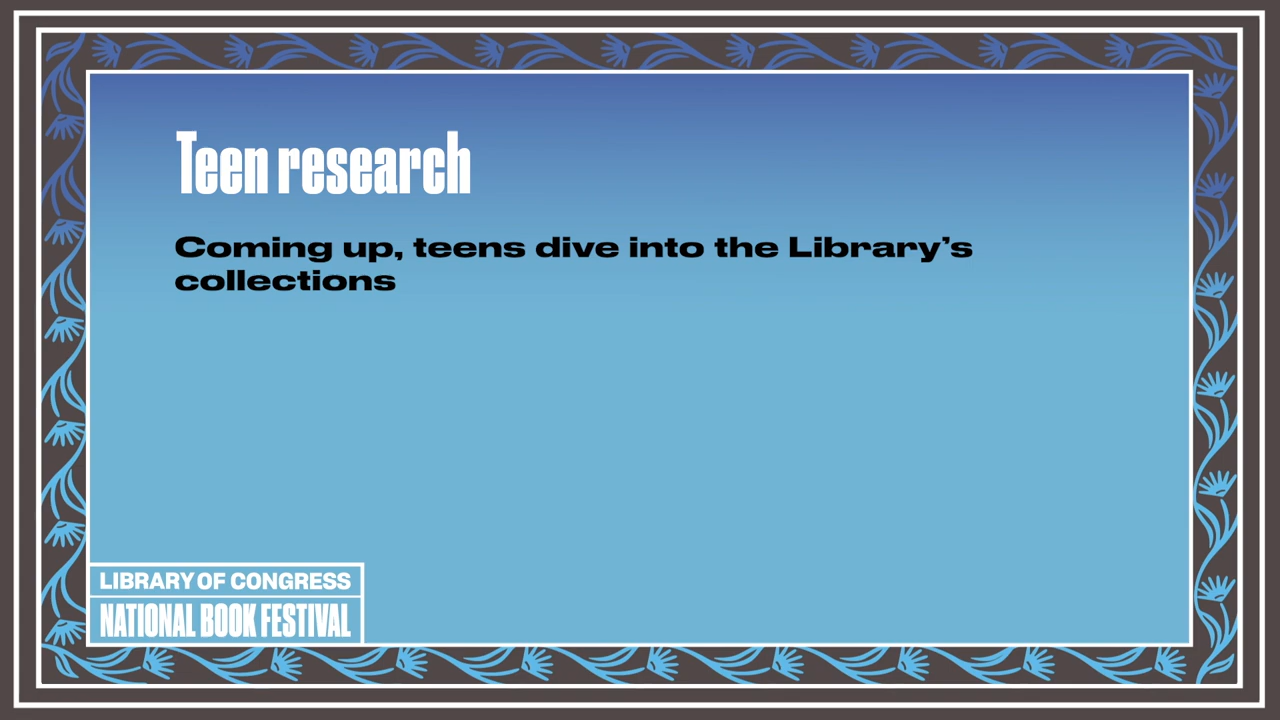 Teen research
Coming up, teens dive into the Library’s
collections
LIBRARY OF CONGRESS
NATIONAL BOOK FESTIVAL